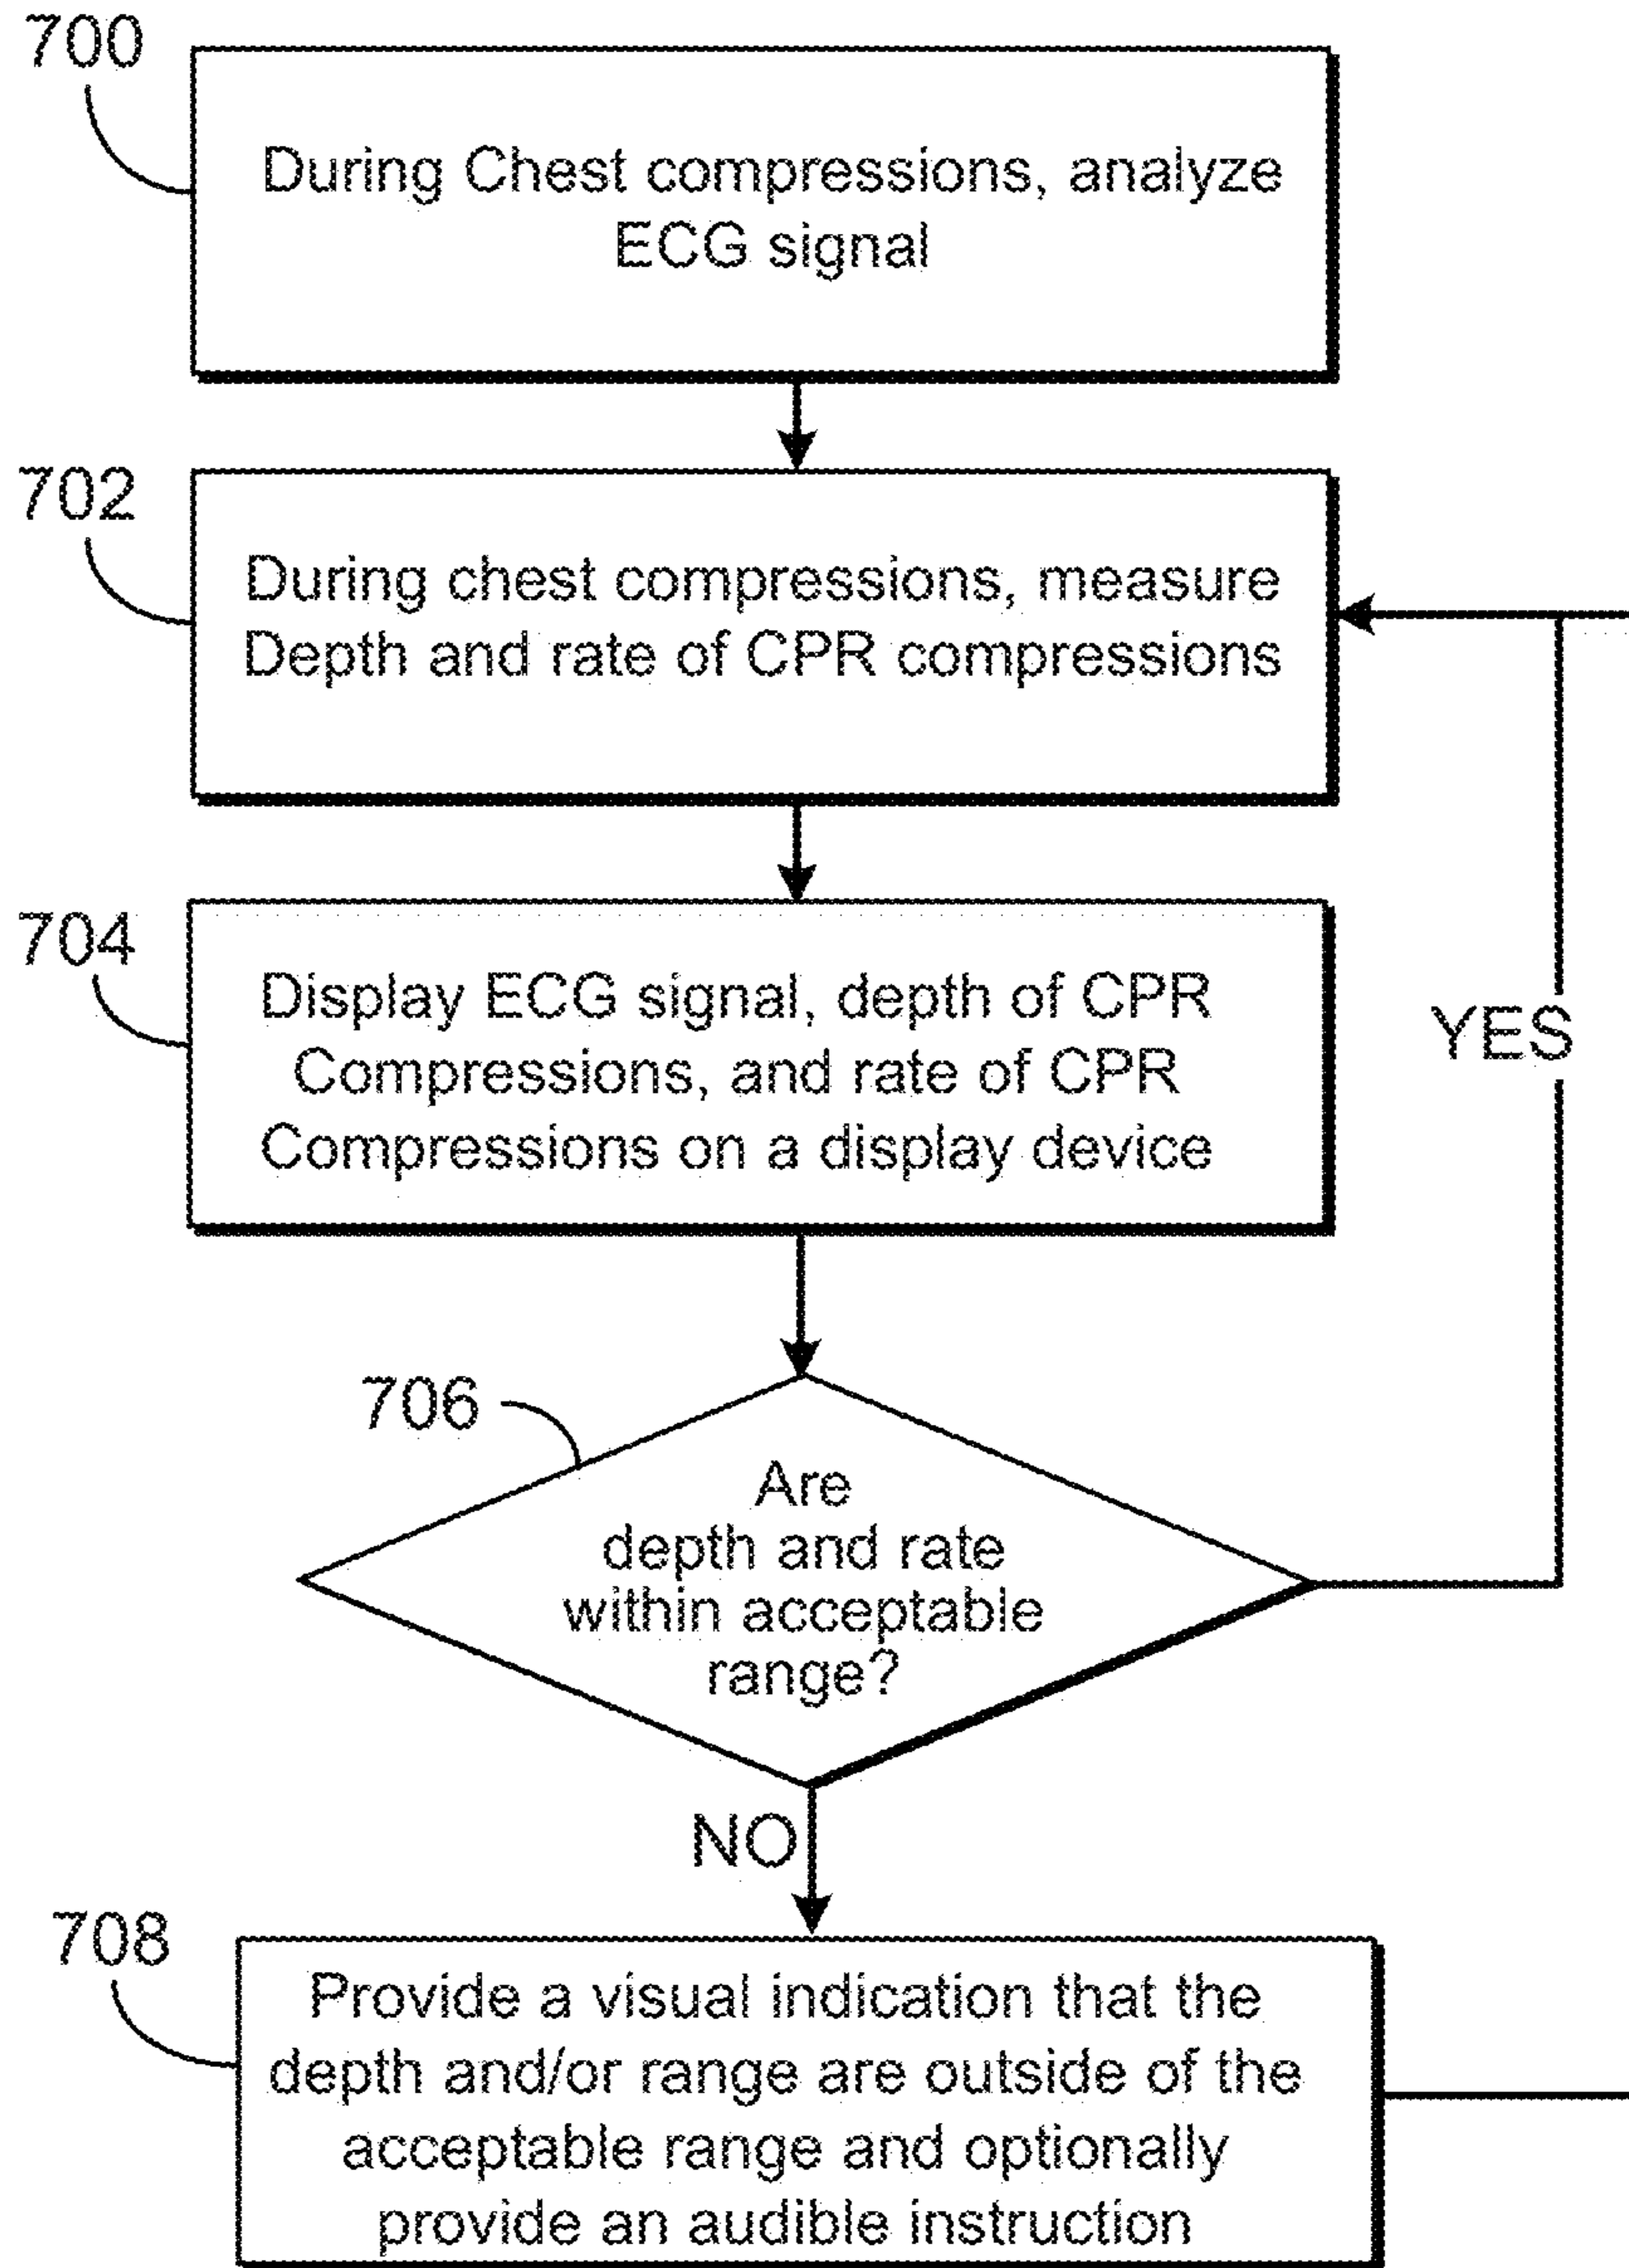 700
During Chest compressions, analyze
ECG signal
702
During chest compressions, measure
Depth and rate of CPR compressions
704
Display ECG signal, depth of CPR
Compressions, and rate of CPR
Compressions on a display device
YES
706
Are
depth and rate
within acceptable
range?
NO
708
Provide a visual indication that the
depth and/or range are outside of the
acceptable range and optionally
provide an audible instruction